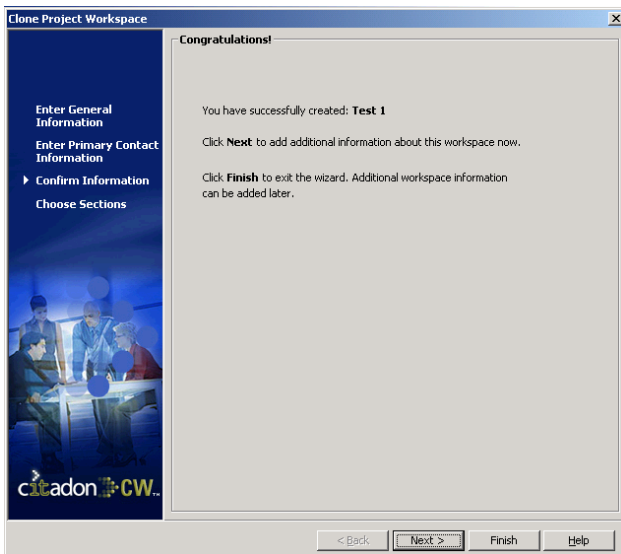 Clone Project Workspace
Congratulations!
Enter General
Information
Enter Primary Contact
Information
Confirm Information
Choose Sections
You have successfully created: Test 1
Click Next to add additional information about this workspace now.
Click Finish to exit the wizard. Additional workspace information
can be added later.
citadon CW™
< Back
Next >
Finish
Help